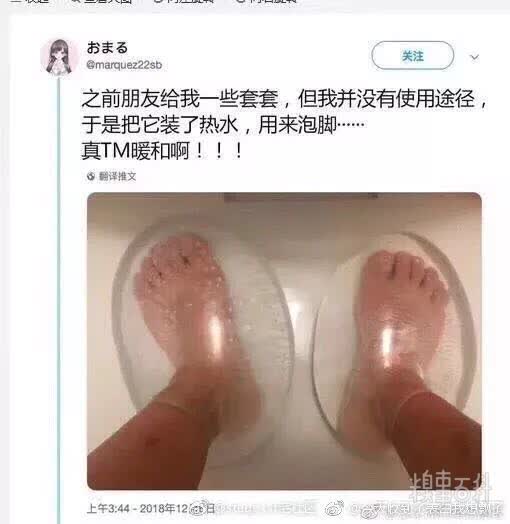 おまる
@marquez22sb
关注
之前朋友给我一些套套，但我并没有使用途径，
于是把它装了热水，用来泡脚······
真TM暖和啊！！！
翻译推文
上午3:44 - 2018年12月